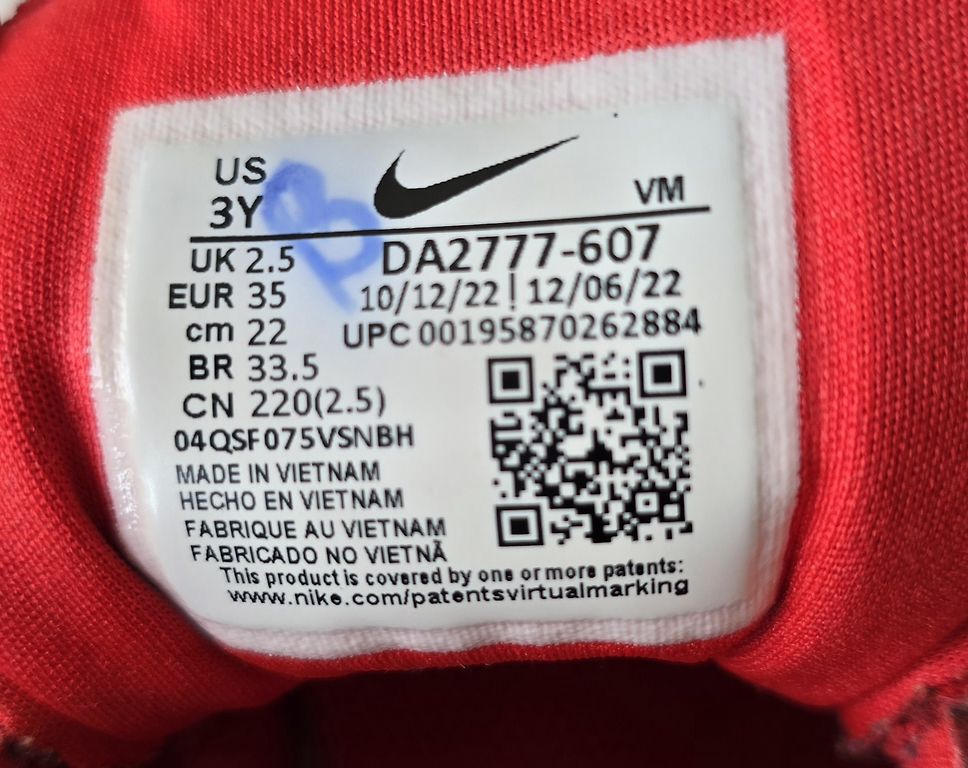 US
3Y
VM
UK 2.5
EUR 35
cm 22
BR 33.5
CN 220(2.5)
DA2777-607
10/12/22 | 12/06/22
UPC 00195870262884
04QSF075VSNBH
MADE IN VIETNAM
HECHO EN VIETNAM
FABRIQUE AU VIETNAM
FABRICADO NO VIETNÃ
This product is covered by one or more patents:
www.nike.com/patentsvirtualmarking